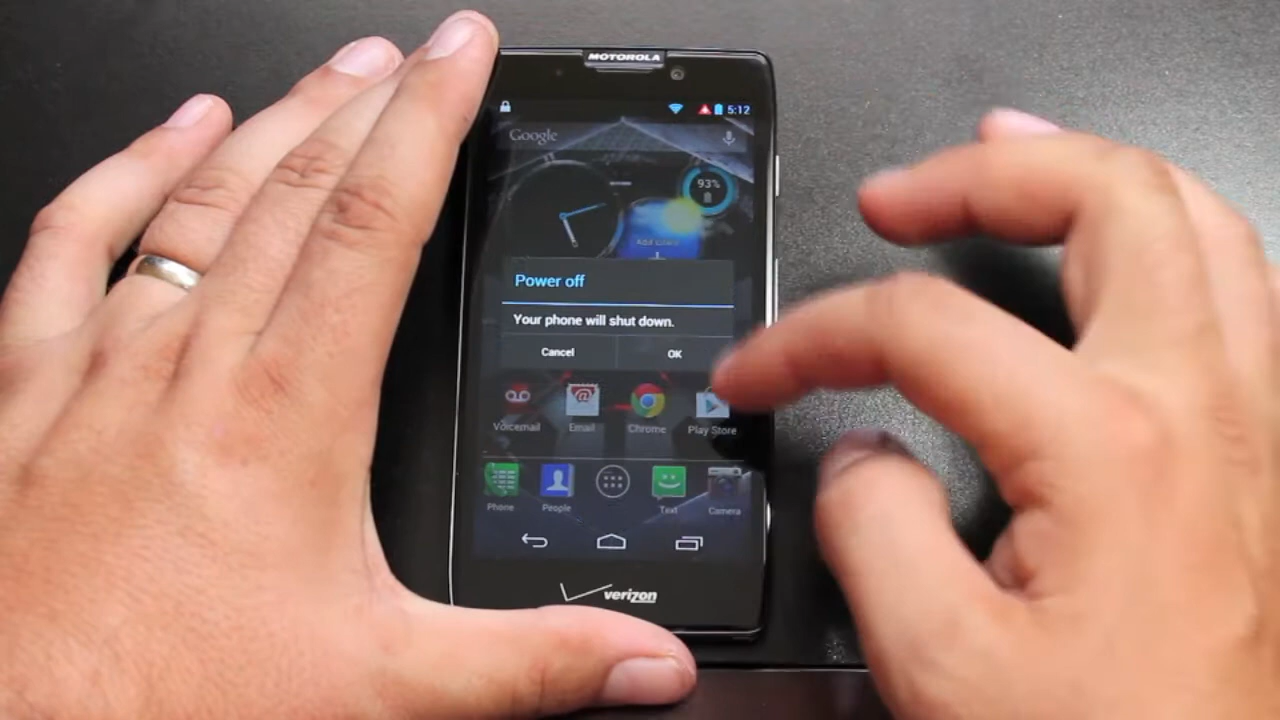 MOTOROLA
5:12
Google
93%
Power off
Your phone will shut down.
Cancel OK
Voicemail Email Chrome Play Store
Phone People Text Camera
verizon